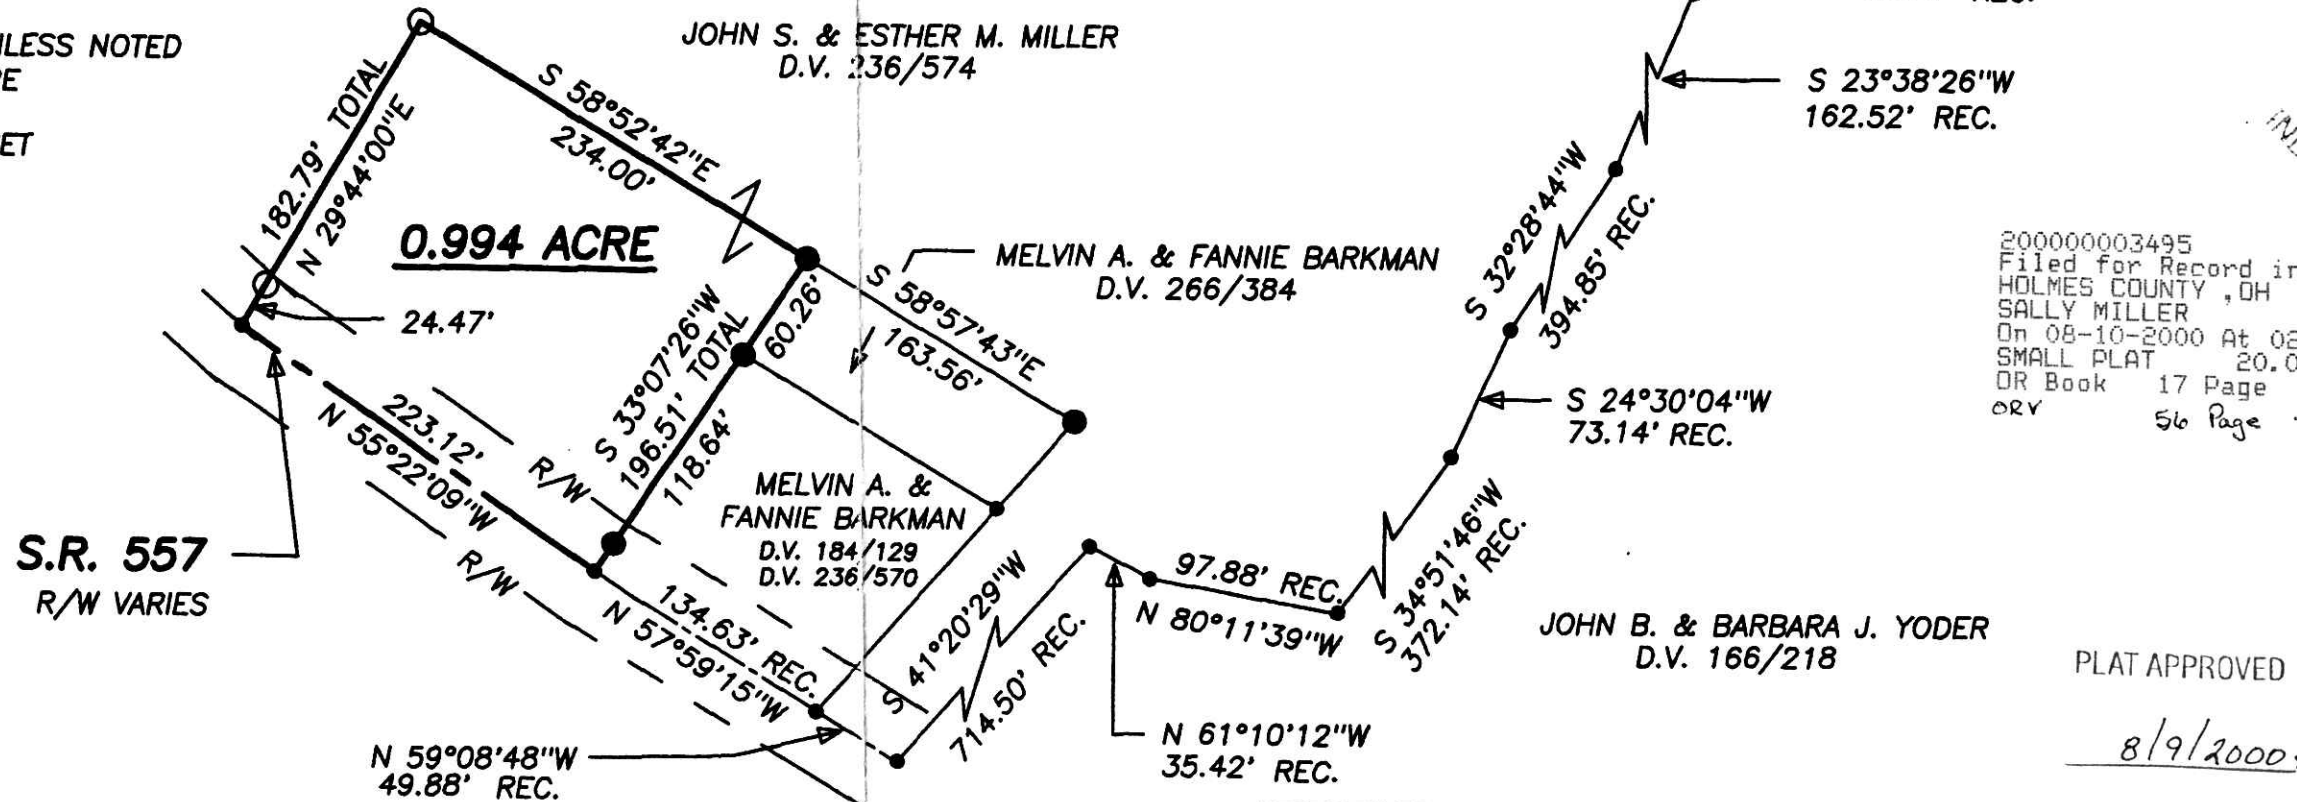 UNLESS NOTED
JOHN S. & ESTHER M. MILLER
D.V. 236/574
182.79' TOTAL
N 29°44'00"E
S 58°52'42"E
234.00'
0.994 ACRE
24.47'
S 33°07'26"W
196.51' TOTAL
60.26'
118.64'
MELVIN A. & FANNIE BARKMAN
D.V. 266/384
S 58°57'43"E
163.56'
223.12'
N 55°22'09"W
R/W
R/W
S.R. 557
R/W VARIES
MELVIN A. &
FANNIE BARKMAN
D.V. 184/129
D.V. 236/570
134.63' REC.
N 57°59'15"W
N 59°08'48"W
49.88' REC.
S 41°20'29"W
714.50' REC.
N 61°10'12"W
35.42' REC.
97.88' REC.
N 80°11'39"W
S 34°51'46"W
372.14' REC.
S 24°30'04"W
73.14' REC.
S 32°28'44"W
394.85' REC.
S 23°38'26"W
162.52' REC.
REC.
JOHN B. & BARBARA J. YODER
D.V. 166/218
200000003495
Filed for Record in
HOLMES COUNTY ,OH
SALLY MILLER
On 08-10-2000 At 02
SMALL PLAT 20.0
OR Book 17 Page
ORV 56 Page
PLAT APPROVED
8/9/2000